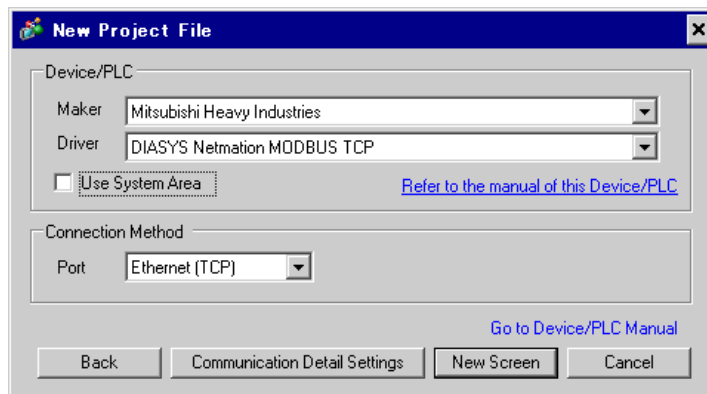 New Project File
Device/PLC
Maker Mitsubishi Heavy Industries
Driver DIASYS Netmation MODBUS TCP
Use System Area Refer to the manual of this Device/PLC
Connection Method
Port Ethernet (TCP)
Go to Device/PLC Manual
Back Communication Detail Settings New Screen Cancel